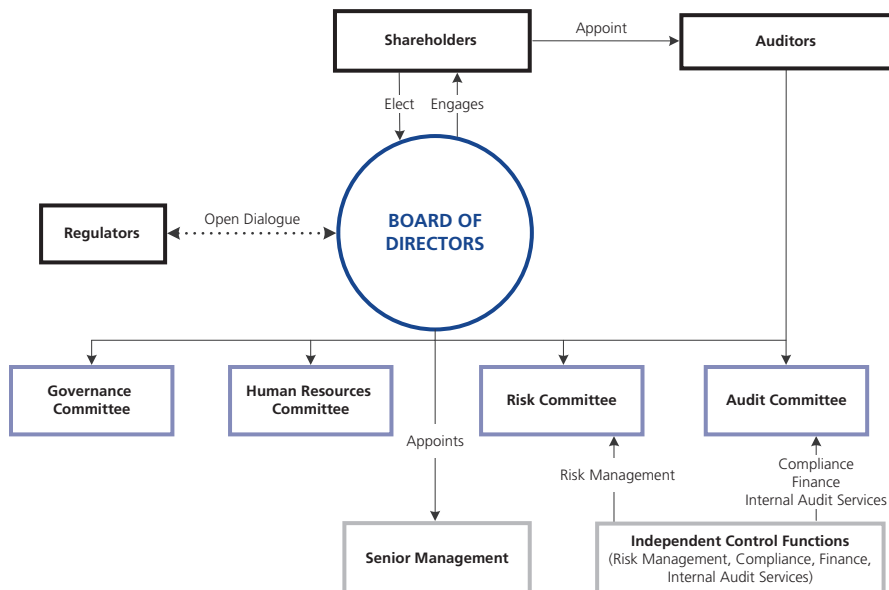 Shareholders
Appoint
Auditors
Elect
Engages
Regulators
Open Dialogue
BOARD OF
DIRECTORS
Governance
Committee
Human Resources
Committee
Risk Committee
Audit Committee
Appoints
Risk Management
Compliance
Finance
Internal Audit Services
Senior Management
Independent Control Functions
(Risk Management, Compliance, Finance,
Internal Audit Services)